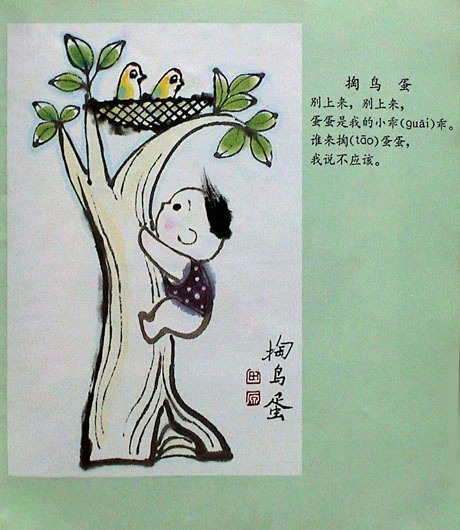 掏鸟蛋
别上来，别上来，
蛋蛋是我的小乖(guāi)乖。
谁来掏(tāo)蛋蛋，
我说不应该。
掏鸟蛋
田原